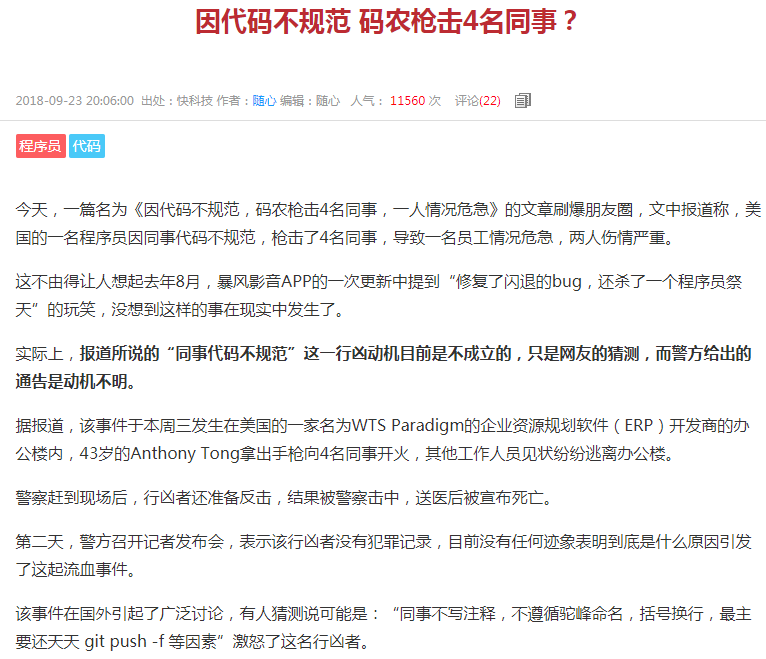 因代码不规范 码农枪击4名同事？
2018-09-23 20:06:00 出处：快科技 作者：随心 编辑：随心 人气： 11560 次 评论(22)
程序员 代码
今天，一篇名为《因代码不规范，码农枪击4名同事，一人情况危急》的文章刷爆朋友圈，文中报道称，美
国的一名程序员因同事代码不规范，枪击了4名同事，导致一名员工情况危急，两人伤情严重。
这不由得让人想起去年8月，暴风影音APP的一次更新中提到“修复了闪退的bug，还杀了一个程序员祭
天”的玩笑，没想到这样的事在现实中发生了。
实际上，报道所说的“同事代码不规范”这一行凶动机目前是不成立的，只是网友的猜测，而警方给出的
通告是动机不明。
据报道，该事件于本周三发生在美国的一家名为WTS Paradigm的企业资源规划软件（ERP）开发商的办
公楼内，43岁的Anthony Tong拿出手枪向4名同事开火，其他工作人员见状纷纷逃离办公楼。
警察赶到现场后，行凶者还准备反击，结果被警察击中，送医后被宣布死亡。
第二天，警方召开记者发布会，表示该行凶者没有犯罪记录，目前没有任何迹象表明到底是什么原因引发
了这起流血事件。
该事件在国外引起了广泛讨论，有人猜测说可能是：“同事不写注释，不遵循驼峰命名，括号换行，最主
要还天天 git push -f 等因素”激怒了这名行凶者。